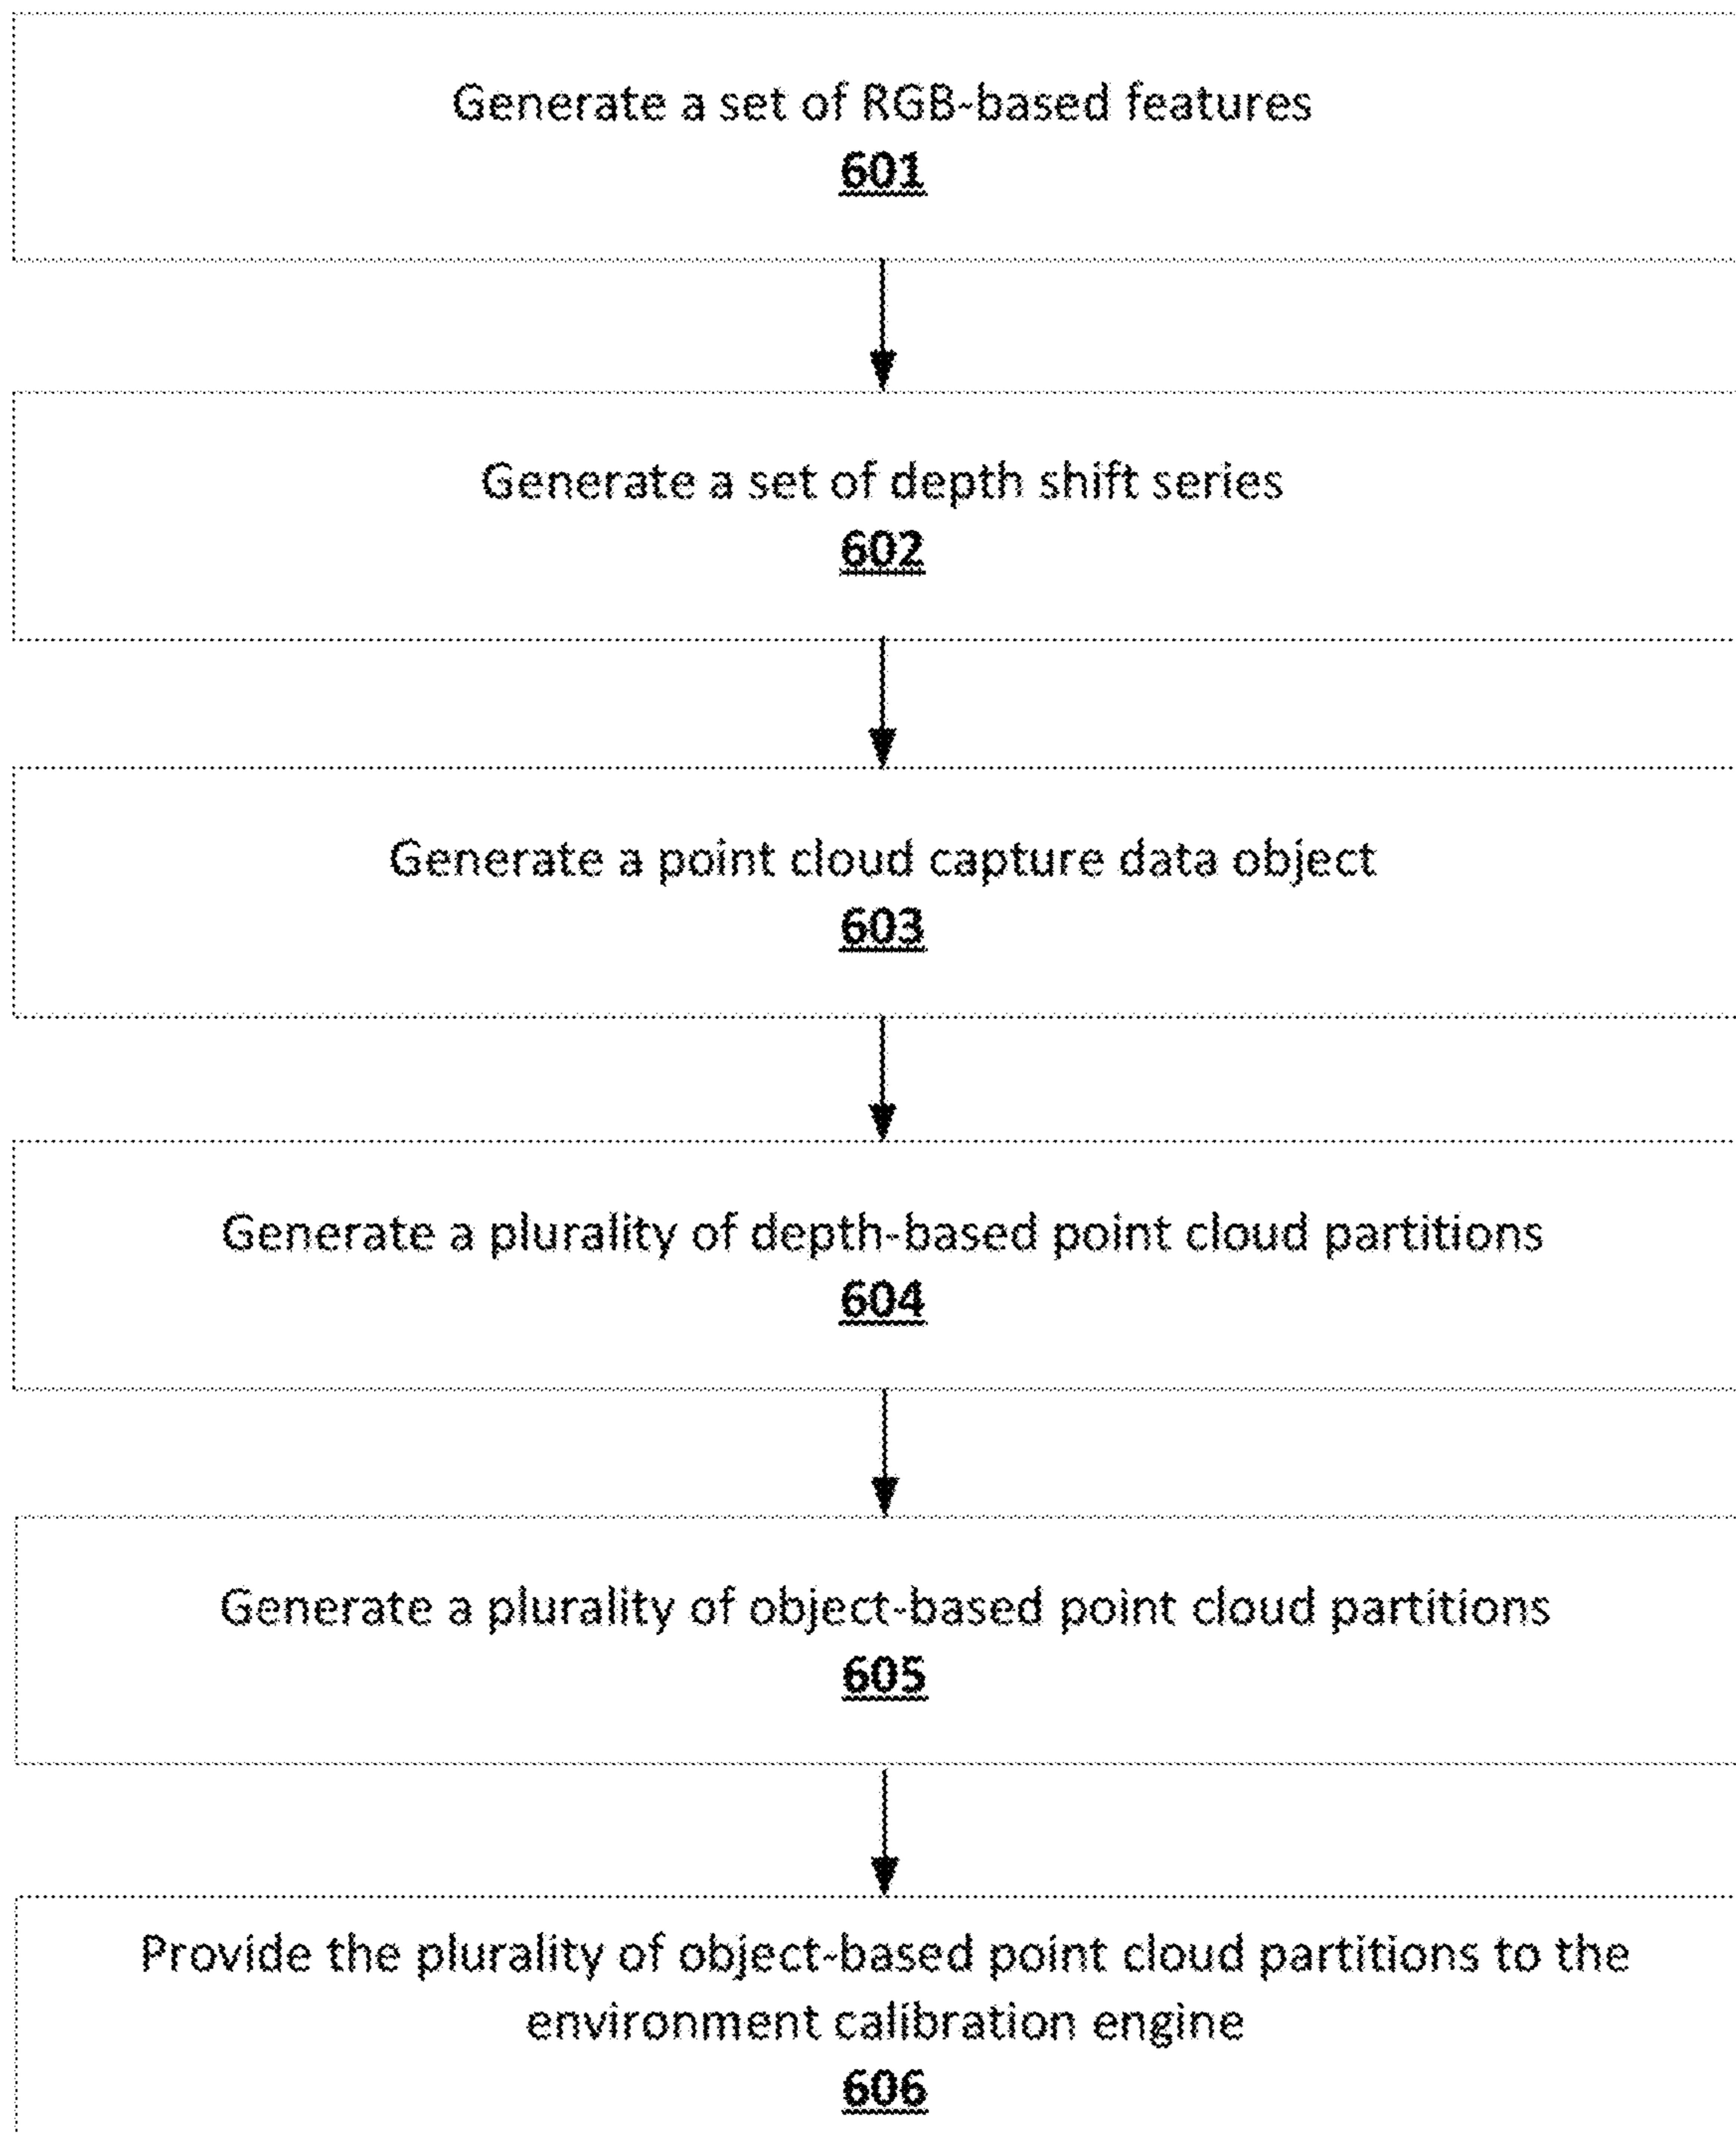 Generate a set of RGB-based features
601
Generate a set of depth shift series
602
Generate a point cloud capture data object
603
Generate a plurality of depth-based point cloud partitions
604
Generate a plurality of object-based point cloud partitions
605
Provide the plurality of object-based point cloud partitions to the
environment calibration engine
606